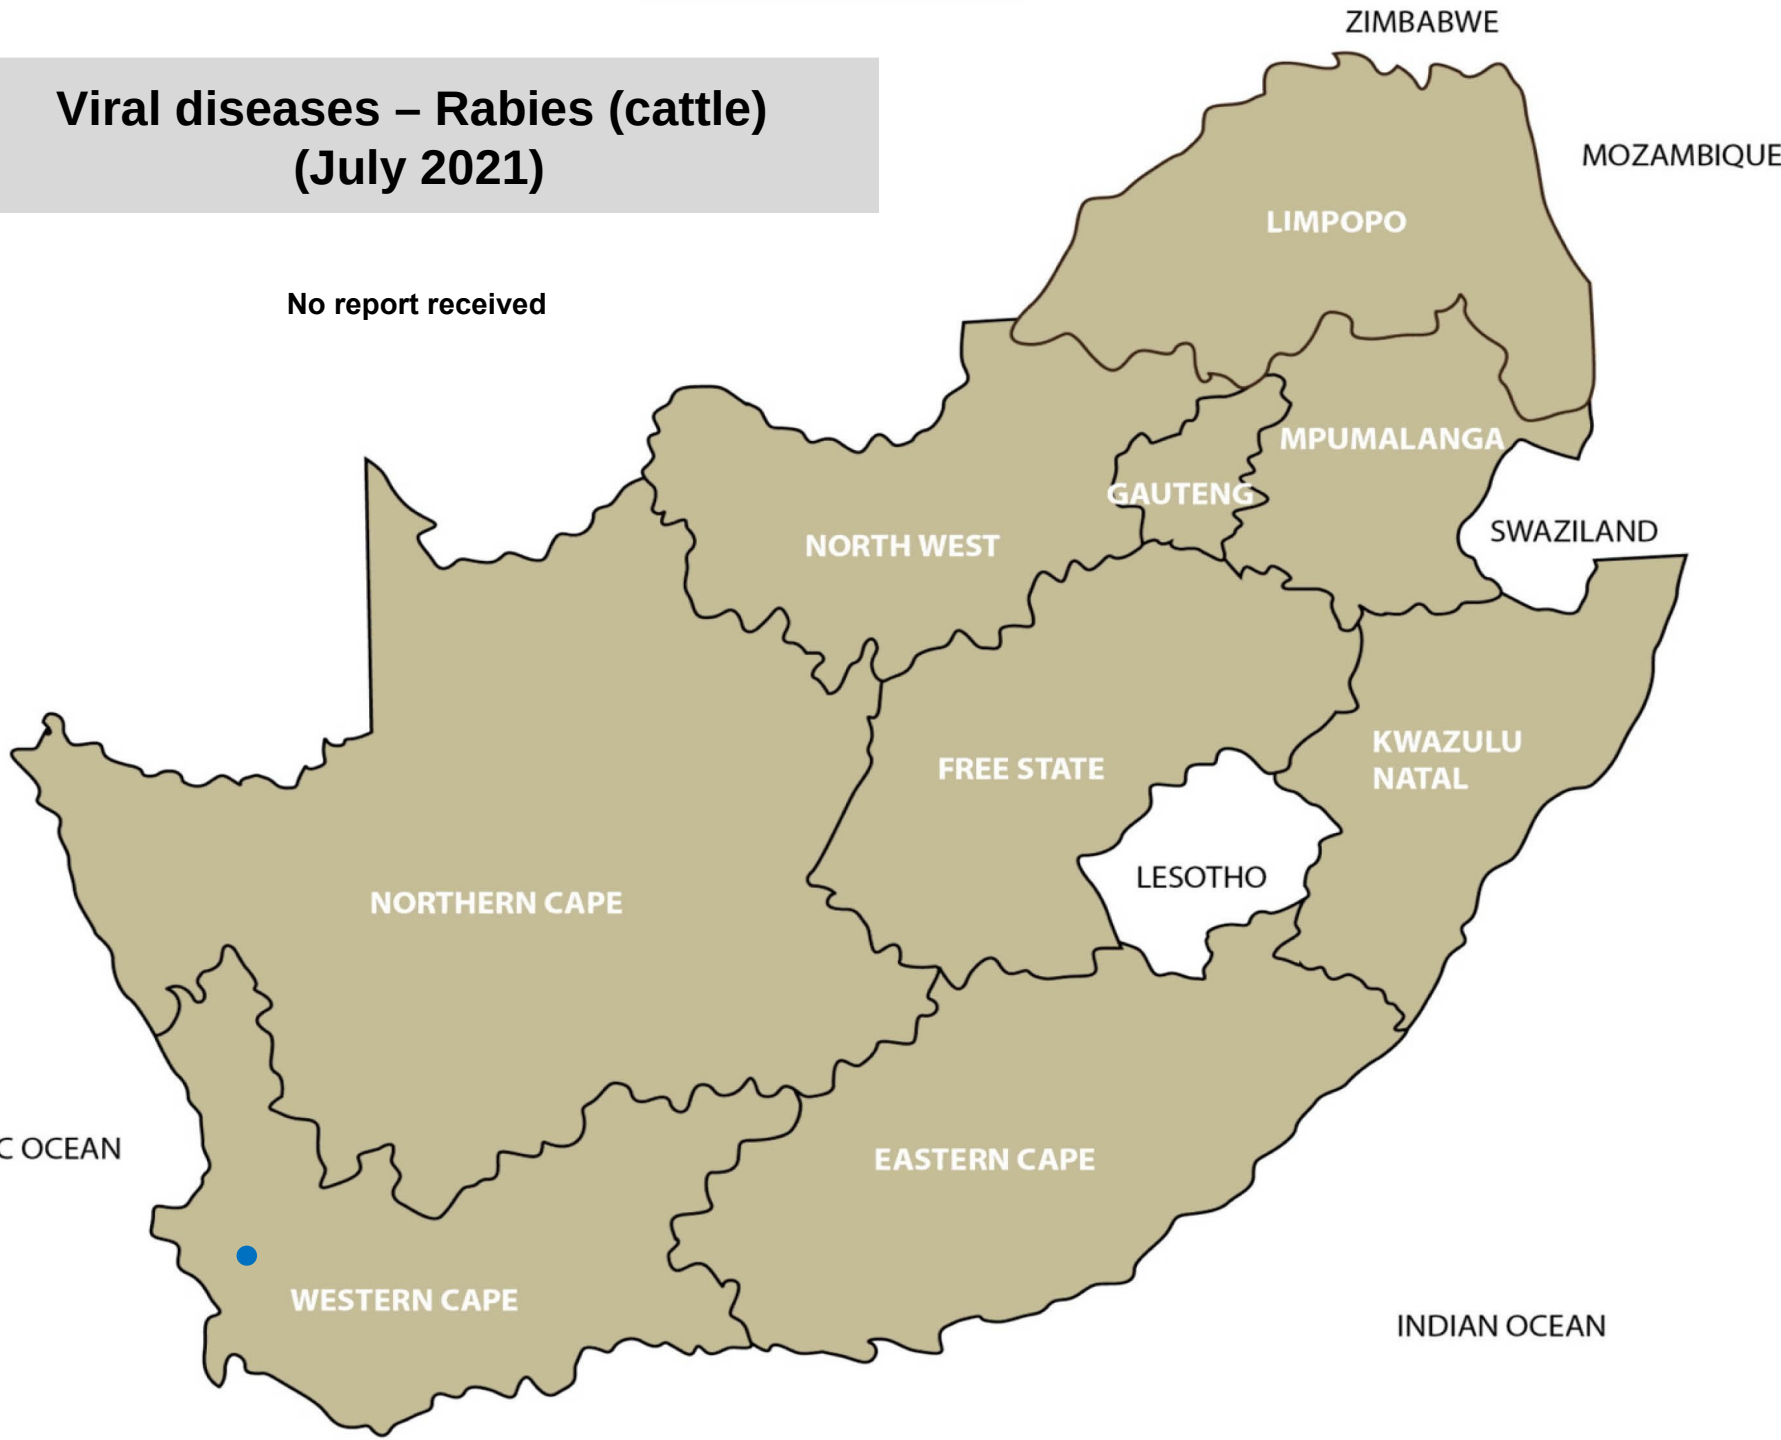 ZIMBABWE
Viral diseases – Rabies (cattle)
(July 2021)
MOZAMBIQUE
LIMPOPO
No report received
MPUMALANGA
GAUTENG
SWAZILAND
NORTH WEST
KWAZULU
NATAL
FREE STATE
LESOTHO
NORTHERN CAPE
C OCEAN
EASTERN CAPE
WESTERN CAPE
INDIAN OCEAN